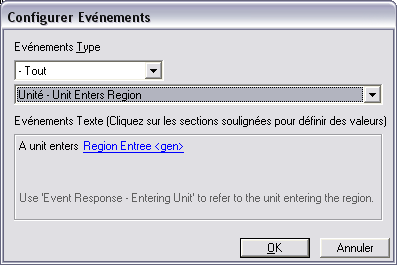 Configurer Evénements
Evénements Type
- Tout
Unité - Unit Enters Region
Evénements Texte (Cliquez sur les sections soulignées pour définir des valeurs)
A unit enters Region Entree <gen>
Use 'Event Response - Entering Unit' to refer to the unit entering the region.
OK Annuler